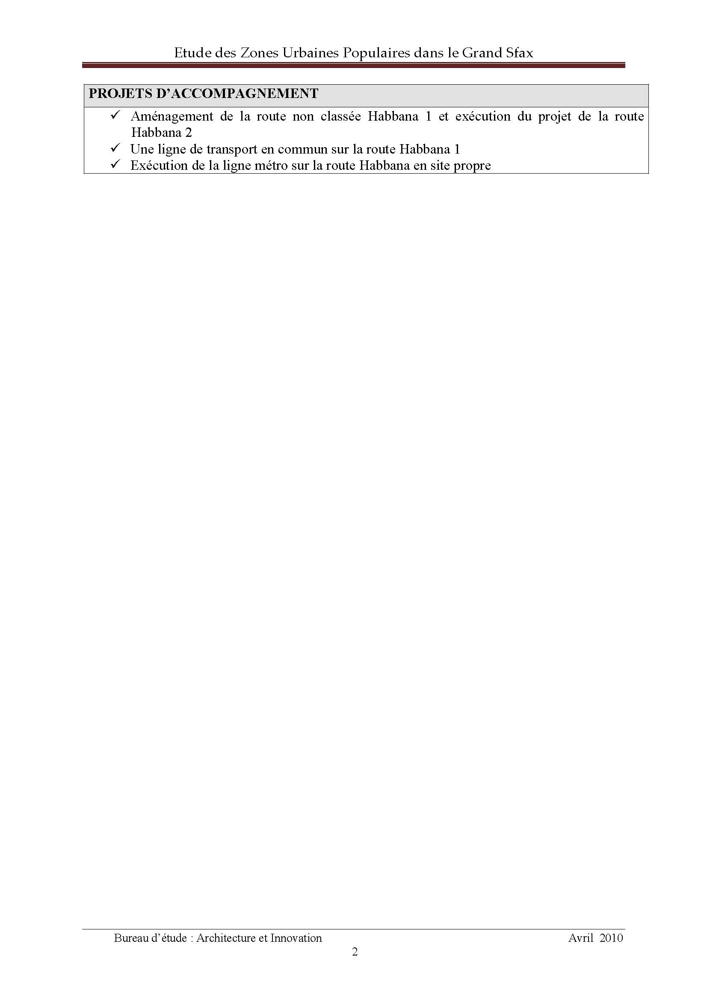 Etude des Zones Urbaines Populaires dans le Grand Sfax
PROJETS D’ACCOMPAGNEMENT
✓ Aménagement de la route non classée Habbana 1 et exécution du projet de la route
Habbana 2
✓ Une ligne de transport en commun sur la route Habbana 1
✓ Exécution de la ligne métro sur la route Habbana en site propre
Bureau d’étude : Architecture et Innovation Avril 2010
2